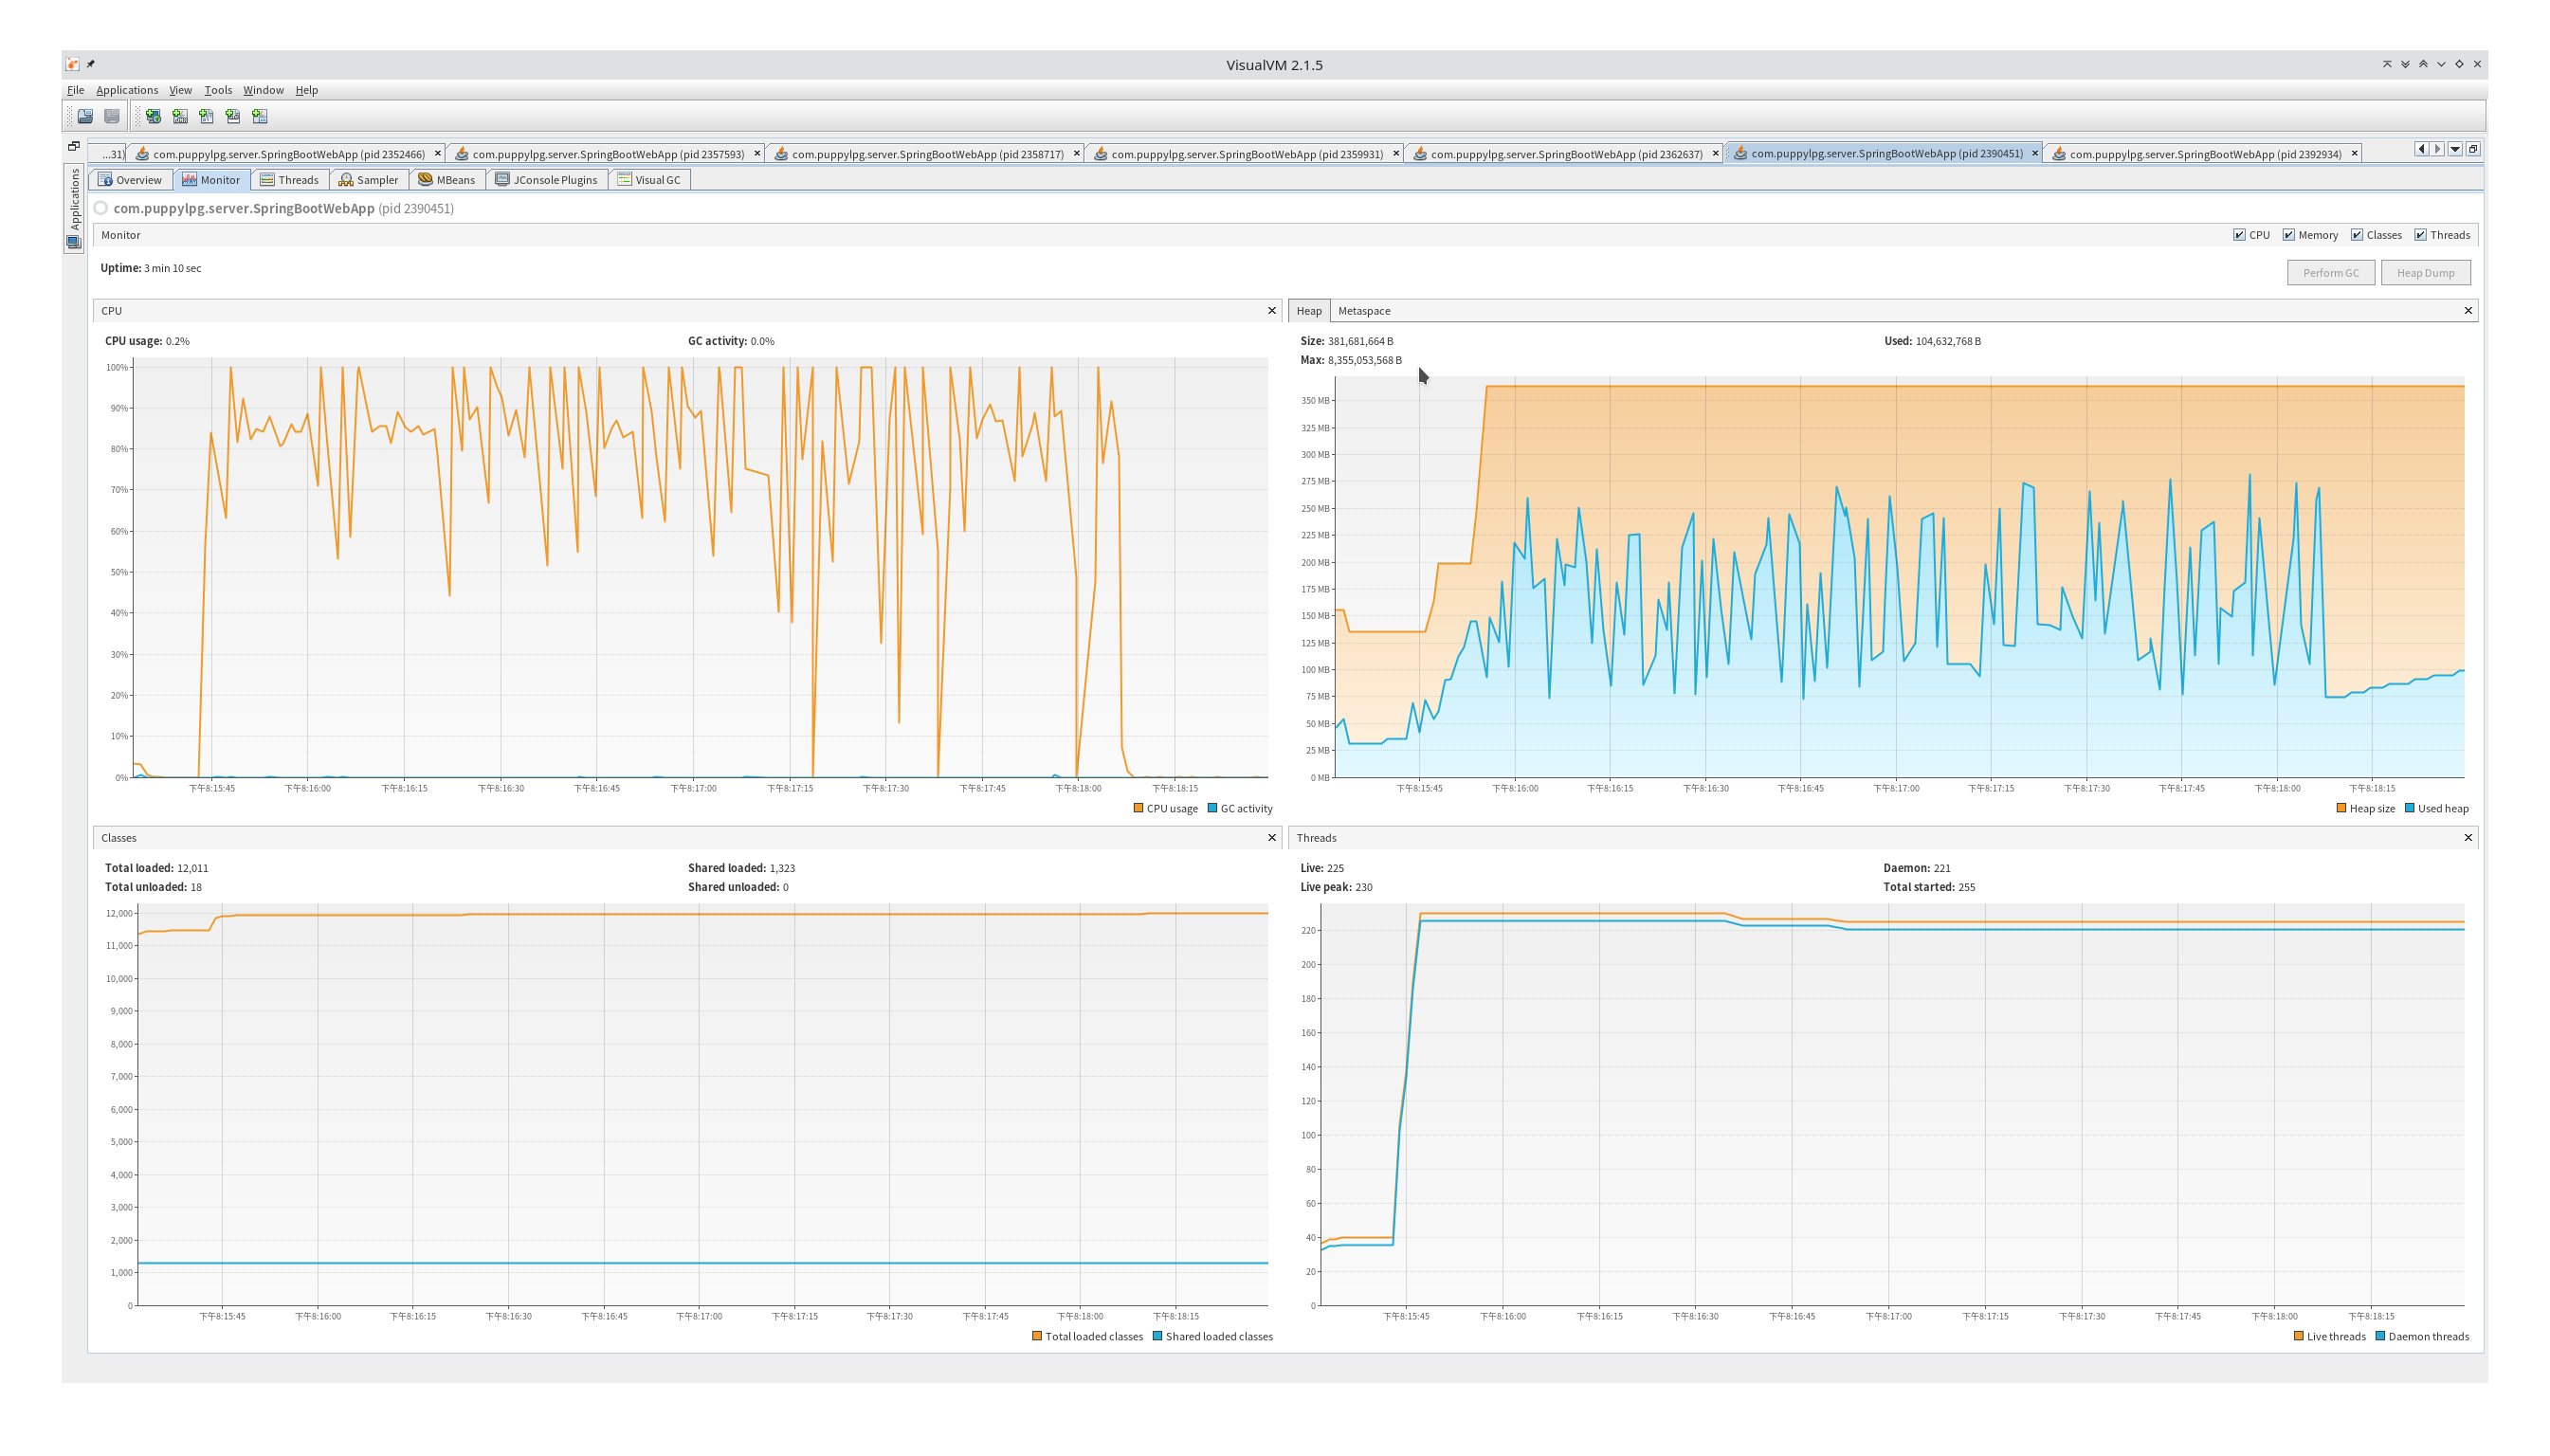 VisualVM 2.1.5
File Applications View Tools Window Help
...31) com.puppylpg.server.SpringBootWebApp (pid 2352466) com.puppylpg.server.SpringBootWebApp (pid 2357593) com.puppylpg.server.SpringBootWebApp (pid 2358717) com.puppylpg.server.SpringBootWebApp (pid 2359931) com.puppylpg.server.SpringBootWebApp (pid 2362637) com.puppylpg.server.SpringBootWebApp (pid 2390451) com.puppylpg.server.SpringBootWebApp (pid 2392934)
Applications
Overview Monitor Threads Sampler MBeans JConsole Plugins Visual GC
com.puppylpg.server.SpringBootWebApp (pid 2390451)
Monitor CPU Memory Classes Threads
Uptime: 3 min 10 sec Perform GC Heap Dump
CPU
CPU usage: 0.2% GC activity: 0.0%
100%
90%
80%
70%
60%
50%
40%
30%
20%
10%
0%
下午8:15:45 下午8:16:00 下午8:16:15 下午8:16:30 下午8:16:45 下午8:17:00 下午8:17:15 下午8:17:30 下午8:17:45 下午8:18:00 下午8:18:15
CPU usage GC activity
Heap Metaspace
Size: 381,681,664 B Used: 104,632,768 B
Max: 8,355,053,568 B
350 MB
325 MB
300 MB
275 MB
250 MB
225 MB
200 MB
175 MB
150 MB
125 MB
100 MB
75 MB
50 MB
25 MB
0 MB
下午8:15:45 下午8:16:00 下午8:16:15 下午8:16:30 下午8:16:45 下午8:17:00 下午8:17:15 下午8:17:30 下午8:17:45 下午8:18:00 下午8:18:15
Heap size Used heap
Classes
Total loaded: 12,011 Shared loaded: 1,323
Total unloaded: 18 Shared unloaded: 0
12,000
11,000
10,000
9,000
8,000
7,000
6,000
5,000
4,000
3,000
2,000
1,000
0
下午8:15:45 下午8:16:00 下午8:16:15 下午8:16:30 下午8:16:45 下午8:17:00 下午8:17:15 下午8:17:30 下午8:17:45 下午8:18:00 下午8:18:15
Total loaded classes Shared loaded classes
Threads
Live: 225 Daemon: 221
Live peak: 230 Total started: 255
220
200
180
160
140
120
100
80
60
40
20
0
下午8:15:45 下午8:16:00 下午8:16:15 下午8:16:30 下午8:16:45 下午8:17:00 下午8:17:15 下午8:17:30 下午8:17:45 下午8:18:00 下午8:18:15
Live threads Daemon threads